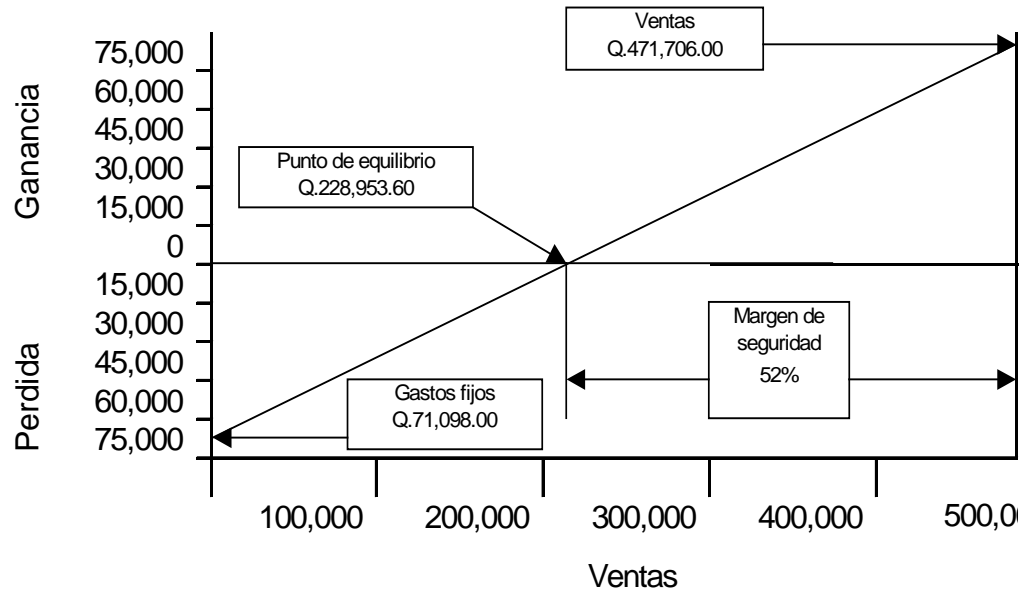 Ventas
Q.471,706.00
75,000
60,000
45,000
30,000
15,000
0
15,000
30,000
45,000
60,000
75,000
Ganancia
Perdida
Punto de equilibrio
Q.228,953.60
Margen de
seguridad
52%
Gastos fijos
Q.71,098.00
100,000
200,000
300,000
400,000
500,0
Ventas